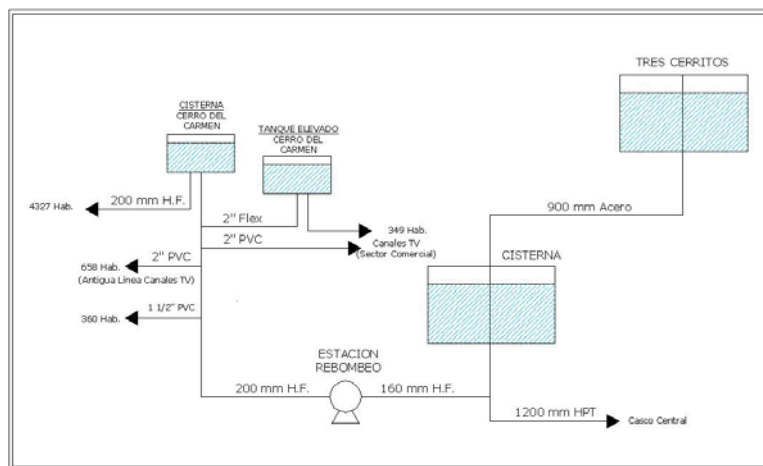 TRES CERRITOS
CISTERNA
CERRO DEL
CARMEN
TANQUE ELEVADO
CERRO DEL
CARMEN
200 mm H.F.
4327 Hab.
2" Flex
900 mm Acero
349 Hab.
2" PVC
Canales TV
(Sector Comercial)
2" PVC
CISTERNA
658 Hab.
(Antigua Linea Canales TV)
1 1/2" PVC
360 Hab.
ESTACION
REBOMBEO
200 mm H.F.
160 mm H.F.
1200 mm HPT
Casco Central